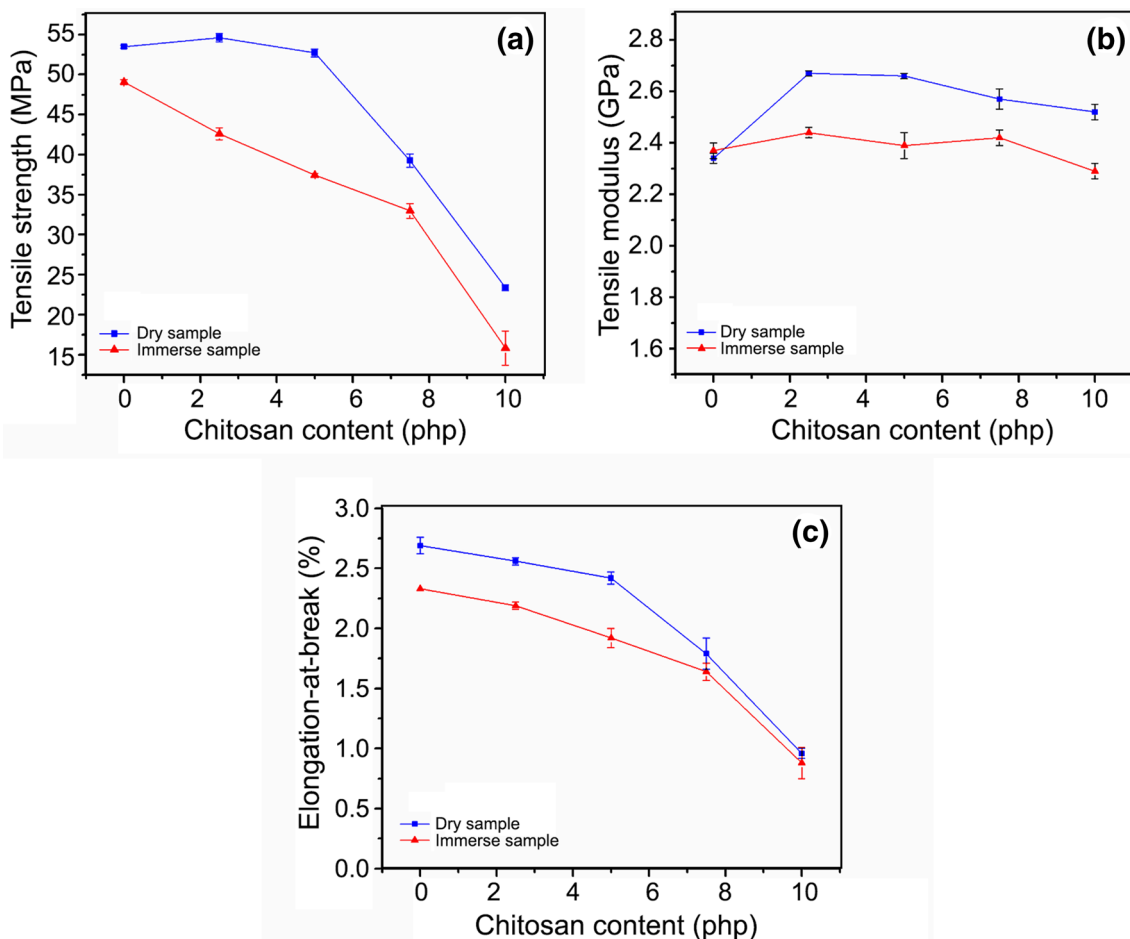 (a)
Tensile strength (MPa)
55
50
45
40
35
30
25
20
15
Dry sample
Immerse sample
0 2 4 6 8 10
Chitosan content (php)
(b)
Tensile modulus (GPa)
2.8
2.6
2.4
2.2
2.0
1.8
1.6
Dry sample
Immerse sample
0 2 4 6 8 10
Chitosan content (php)
(c)
Elongation-at-break (%)
3.0
2.5
2.0
1.5
1.0
0.5
0.0
Dry sample
Immerse sample
0 2 4 6 8 10
Chitosan content (php)